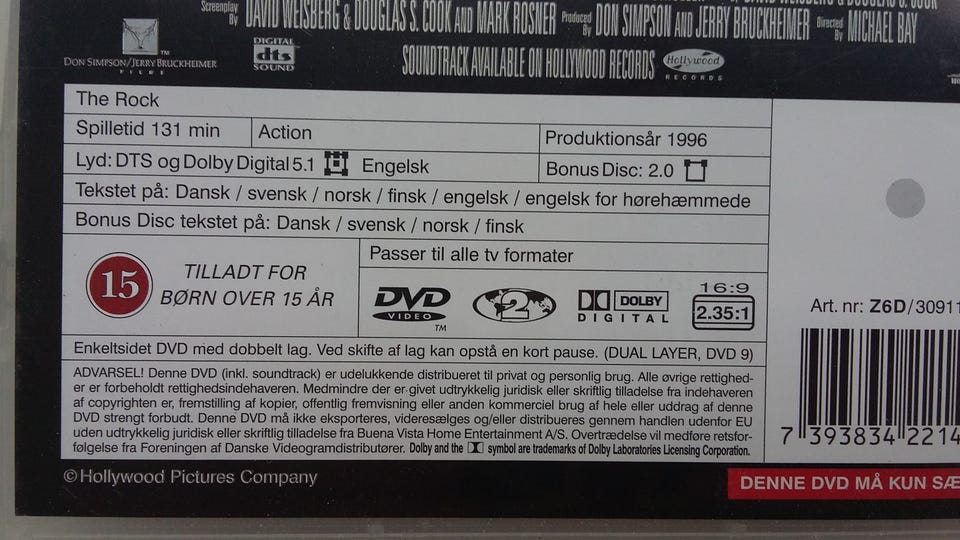 Screenplay By DAVID WEISBERG & DOUGLAS S. COOK AND MARK ROSNER Produced By DON SIMPSON AND JERRY BRUCKHEIMER Directed By MICHAEL BAY
DON SIMPSON/JERRY BRUCKHEIMER
FILMS
TM
DIGITAL
dts
SOUND
SOUNDTRACK AVAILABLE ON HOLLYWOOD RECORDS
Hollywood
RECORDS
The Rock
Spilletid 131 min
Action
Produktionsår 1996
Lyd: DTS og Dolby Digital 5.1 Engelsk
Bonus Disc: 2.0
Tekstet på: Dansk / svensk / norsk / finsk / engelsk / engelsk for hørehæmmede
Bonus Disc tekstet på: Dansk / svensk / norsk / finsk
15
TILLADT FOR
BØRN OVER 15 ÅR
Passer til alle tv formater
DVD
VIDEO
TM
2
DOLBY
DIGITAL
16:9
2.35:1
Art. nr: Z6D/30911
Enkeltsidet DVD med dobbelt lag. Ved skifte af lag kan opstå en kort pause. (DUAL LAYER, DVD 9)
ADVARSEL! Denne DVD (inkl. soundtrack) er udelukkende distribueret til privat og personlig brug. Alle øvrige rettighed-
er er forbeholdt rettighedsindehaveren. Medmindre der er givet udtrykkelig juridisk eller skriftlig tilladelse fra indehaveren
af copyrighten er, fremstilling af kopier, offentlig fremvisning eller anden kommerciel brug af hele eller uddrag af denne
DVD strengt forbudt. Denne DVD må ikke eksporteres, videresælges og/eller distribueres gennem handlen udenfor EU
uden udtrykkelig juridisk eller skriftlig tilladelse fra Buena Vista Home Entertainment A/S. Overtrædelse vil medføre retsfor-
følgelse fra Foreningen af Danske Videogramdistributører. Dolby and the symbol are trademarks of Dolby Laboratories Licensing Corporation.
7 393834 2214
©Hollywood Pictures Company
DENNE DVD MÅ KUN SÆ